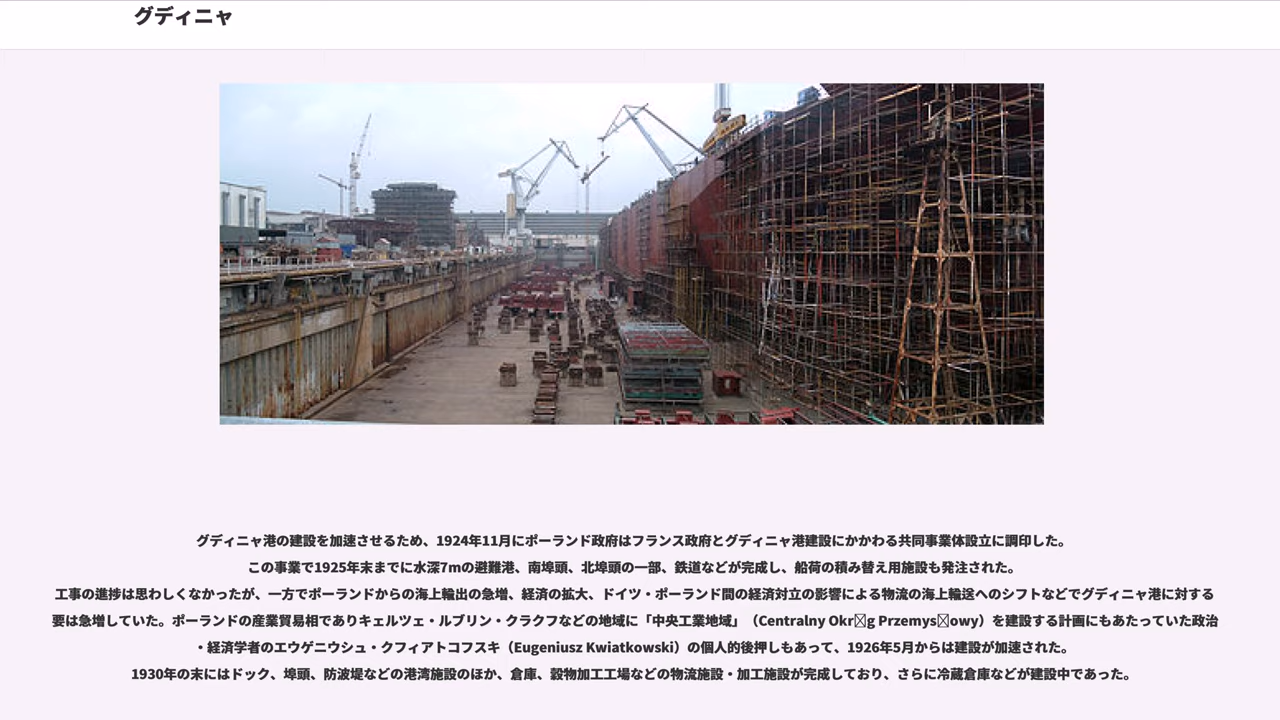 グディニャ
グディニャ港の建設を加速させるため、1924年11月にポーランド政府はフランス政府とグディニャ港建設にかかわる共同事業体設立に調印した。
この事業で1925年末までに水深7mの避難港、南埠頭、北埠頭の一部、鉄道などが完成し、船荷の積み替え用施設も発注された。
工事の進捗は思わしくなかったが、一方でポーランドからの海上輸出の急増、経済の拡大、ドイツ・ポーランド間の経済対立の影響による物流の海上輸送へのシフトなどでグディニャ港に対する
要は急増していた。ポーランドの産業貿易相でありキェルツェ・ルブリン・クラクフなどの地域に「中央工業地域」（Centralny Okr☒g Przemys☒owy）を建設する計画にもあたっていた政治
・経済学者のエウゲニウシュ・クフィアトコフスキ（Eugeniusz Kwiatkowski）の個人的後押しもあって、1926年5月からは建設が加速された。
1930年の末にはドック、埠頭、防波堤などの港湾施設のほか、倉庫、穀物加工工場などの物流施設・加工施設が完成しており、さらに冷蔵倉庫などが建設中であった。